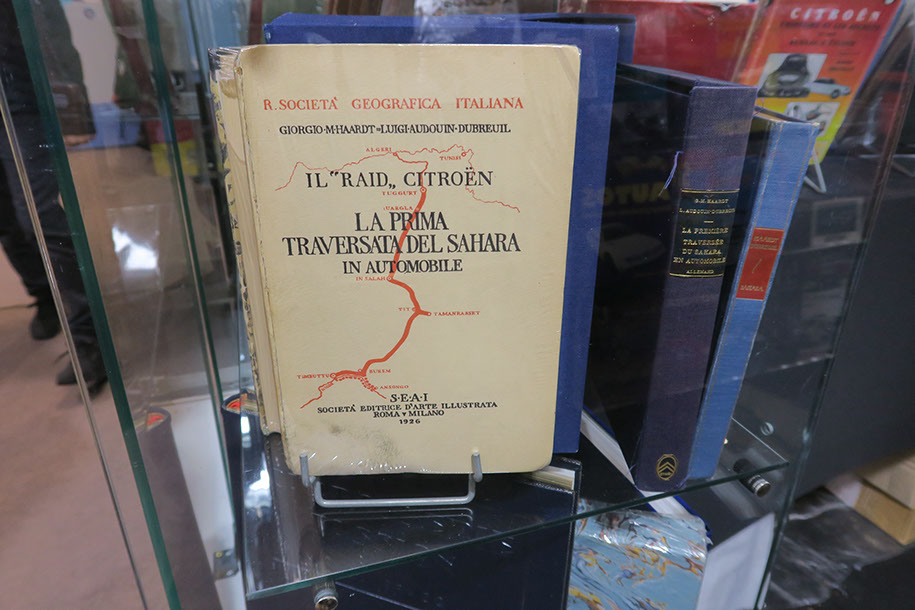 R. SOCIETÀ GEOGRAFICA ITALIANA
GIORGIO·M·HAARDT=LUIGI·AUDOUIN·DUBREUIL
ALGERI
TUNISI
IL "RAID„ CITROËN
TUGGURT
UARGLA
LA PRIMA
TRAVERSATA DEL SAHARA
IN AUTOMOBILE
IN SALAH
TIT
TAMANRASET
TIMBUTTU
BUREM
S·E·A·I
SOCIETÀ EDITRICE D'ARTE ILLUSTRATA
ROMA MILANO
1926
G. M. HAARDT
L. AUDOUIN-DUBREUIL
LA PREMIÈRE
TRAVERSÉE
DU SAHARA
EN AUTOMOBILE
ALLEMAND
CITROËN